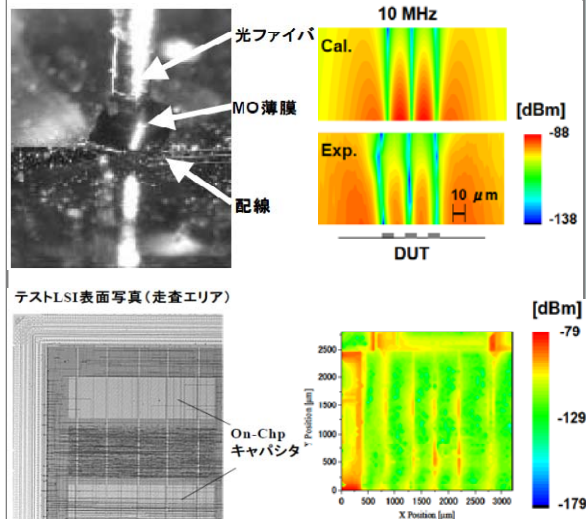 光ファイバ
MO薄膜
配線
10 MHz
Cal.
Exp.
10 μm
DUT
[dBm]
-88
-138
テストLSI表面写真(走査エリア)
On-Chp
キャパシタ
[dBm]
-79
-129
-179
2500
2000
1500
1000
500
0
Y Position [μm]
0 500 1000 1500 2000 2500 3000
X Position [μm]